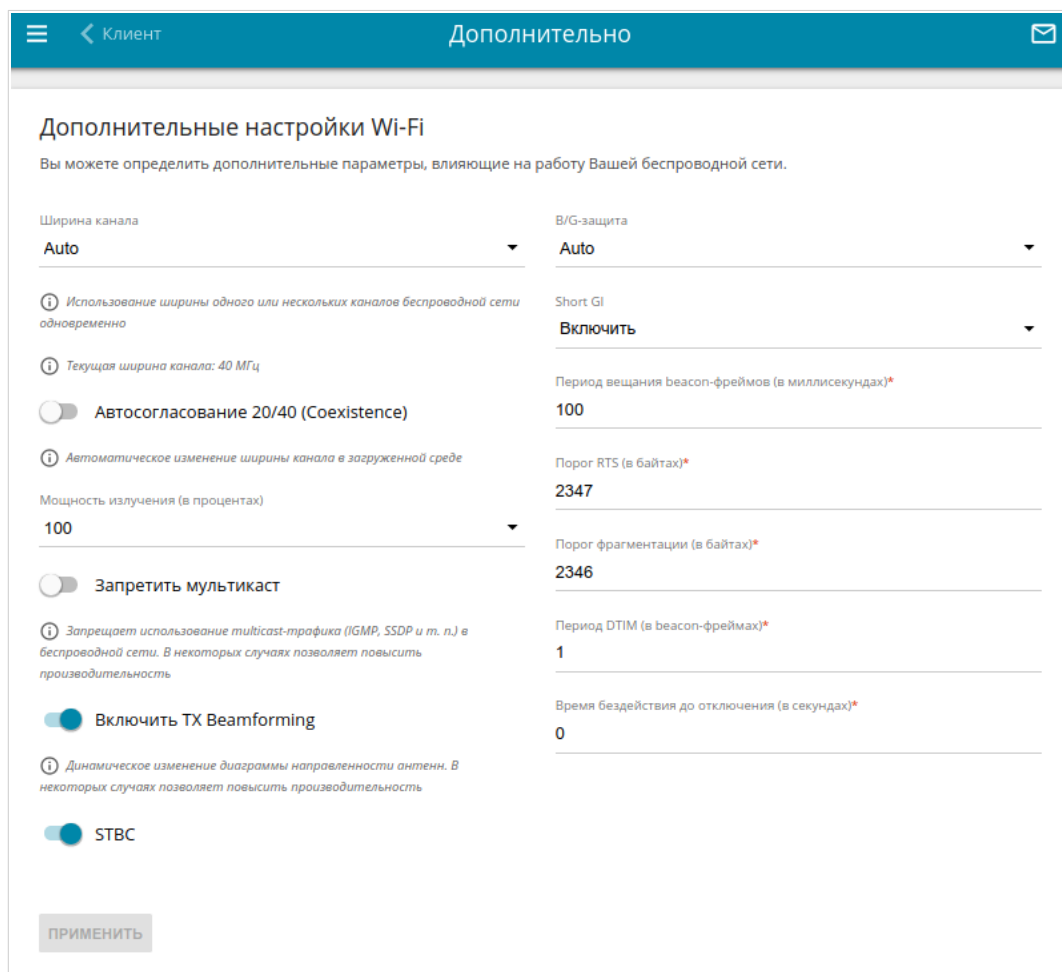 Клиент
Дополнительно
Дополнительные настройки Wi-Fi
Вы можете определить дополнительные параметры, влияющие на работу Вашей беспроводной сети.
Ширина канала
Auto
Использование ширины одного или нескольких каналов беспроводной сети
одновременно
Текущая ширина канала: 40 МГц
Автосогласование 20/40 (Coexistence)
Автоматическое изменение ширины канала в загруженной среде
Мощность излучения (в процентах)
100
Запретить мультикаст
Запрещает использование multicast-трафика (IGMP, SSDP и т. п.) в
беспроводной сети. В некоторых случаях позволяет повысить
производительность
Включить TX Beamforming
Динамическое изменение диаграммы направленности антенн. В
некоторых случаях позволяет повысить производительность
STBC
B/G-защита
Auto
Short GI
Включить
Период вещания beacon-фреймов (в миллисекундах)*
100
Порог RTS (в байтах)*
2347
Порог фрагментации (в байтах)*
2346
Период DTIM (в beacon-фреймах)*
1
Время бездействия до отключения (в секундах)*
0
ПРИМЕНИТЬ